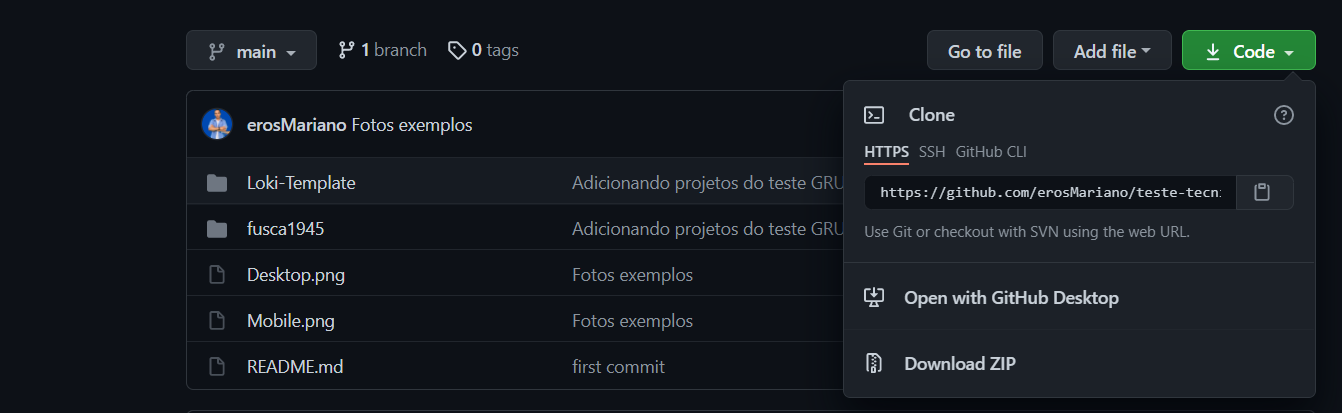 main 1 branch 0 tags Go to file Add file Code
erosMariano Fotos exemplos
Loki-Template Adicionando projetos do teste GRU
fusca1945 Adicionando projetos do teste GRU
Desktop.png Fotos exemplos
Mobile.png Fotos exemplos
README.md first commit
Clone
HTTPS SSH GitHub CLI
https://github.com/erosMariano/teste-tecni
Use Git or checkout with SVN using the web URL.
Open with GitHub Desktop
Download ZIP